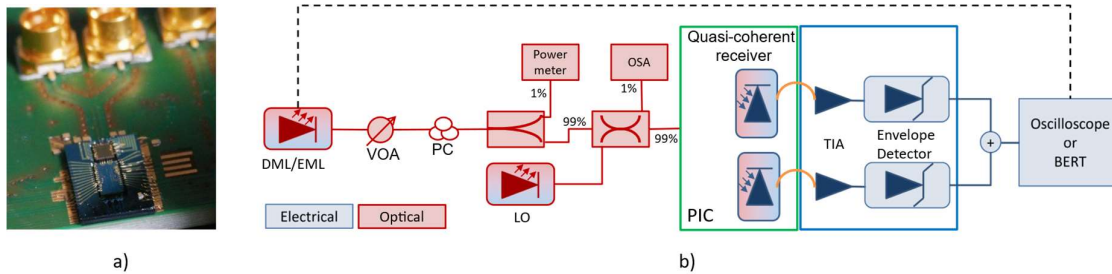 Power
meter
OSA
1%
1%
99%
99%
DML/EML
VOA
PC
LO
Electrical
Optical
Quasi-coherent
receiver
PIC
TIA
Envelope
Detector
+
Oscilloscope
or
BERT
a)
b)